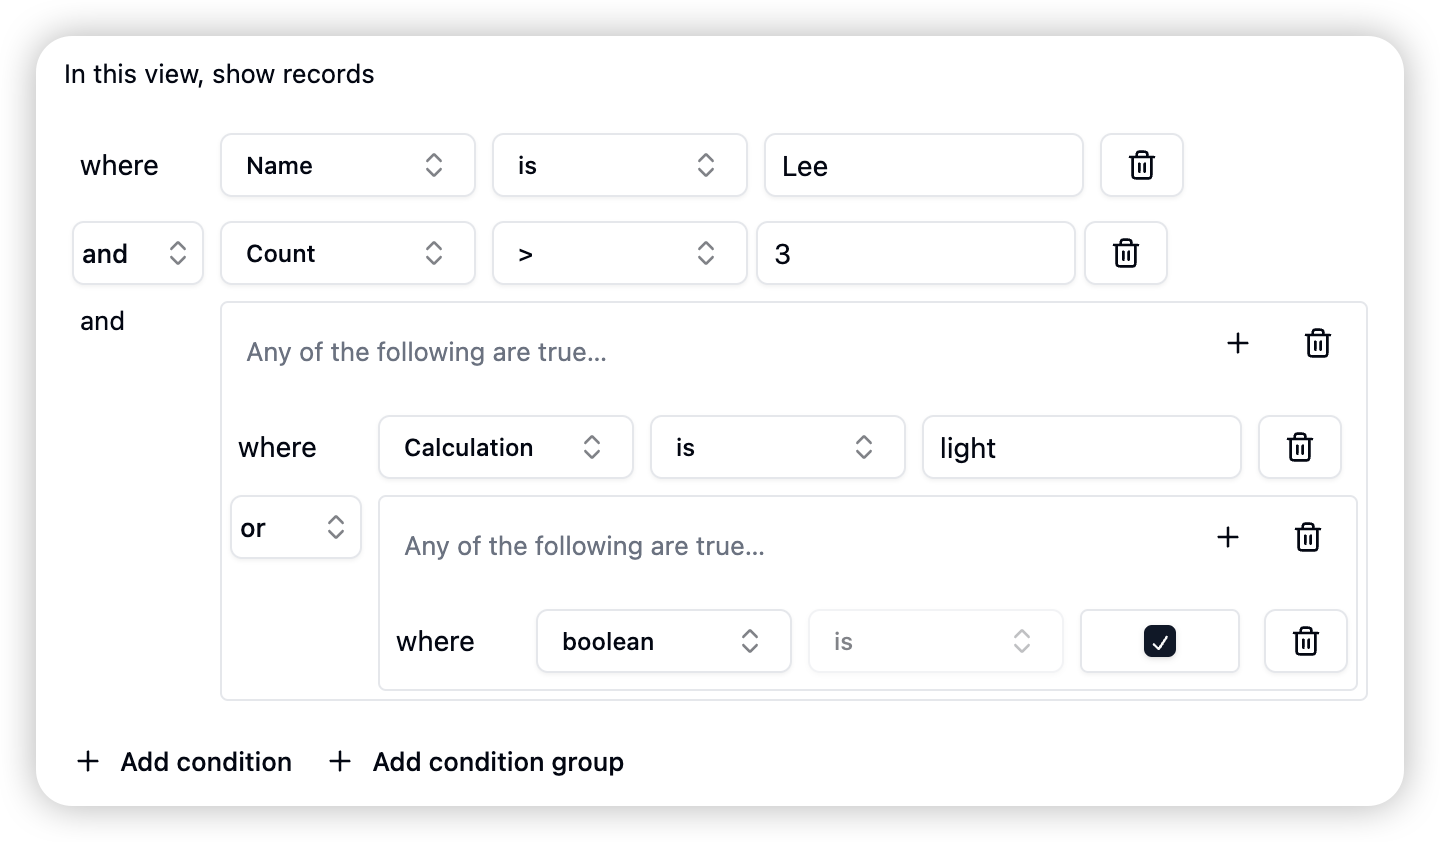 In this view, show records
where Name is Lee
and Count > 3
and
Any of the following are true...
where Calculation is light
or
Any of the following are true...
where boolean is
Add condition Add condition group